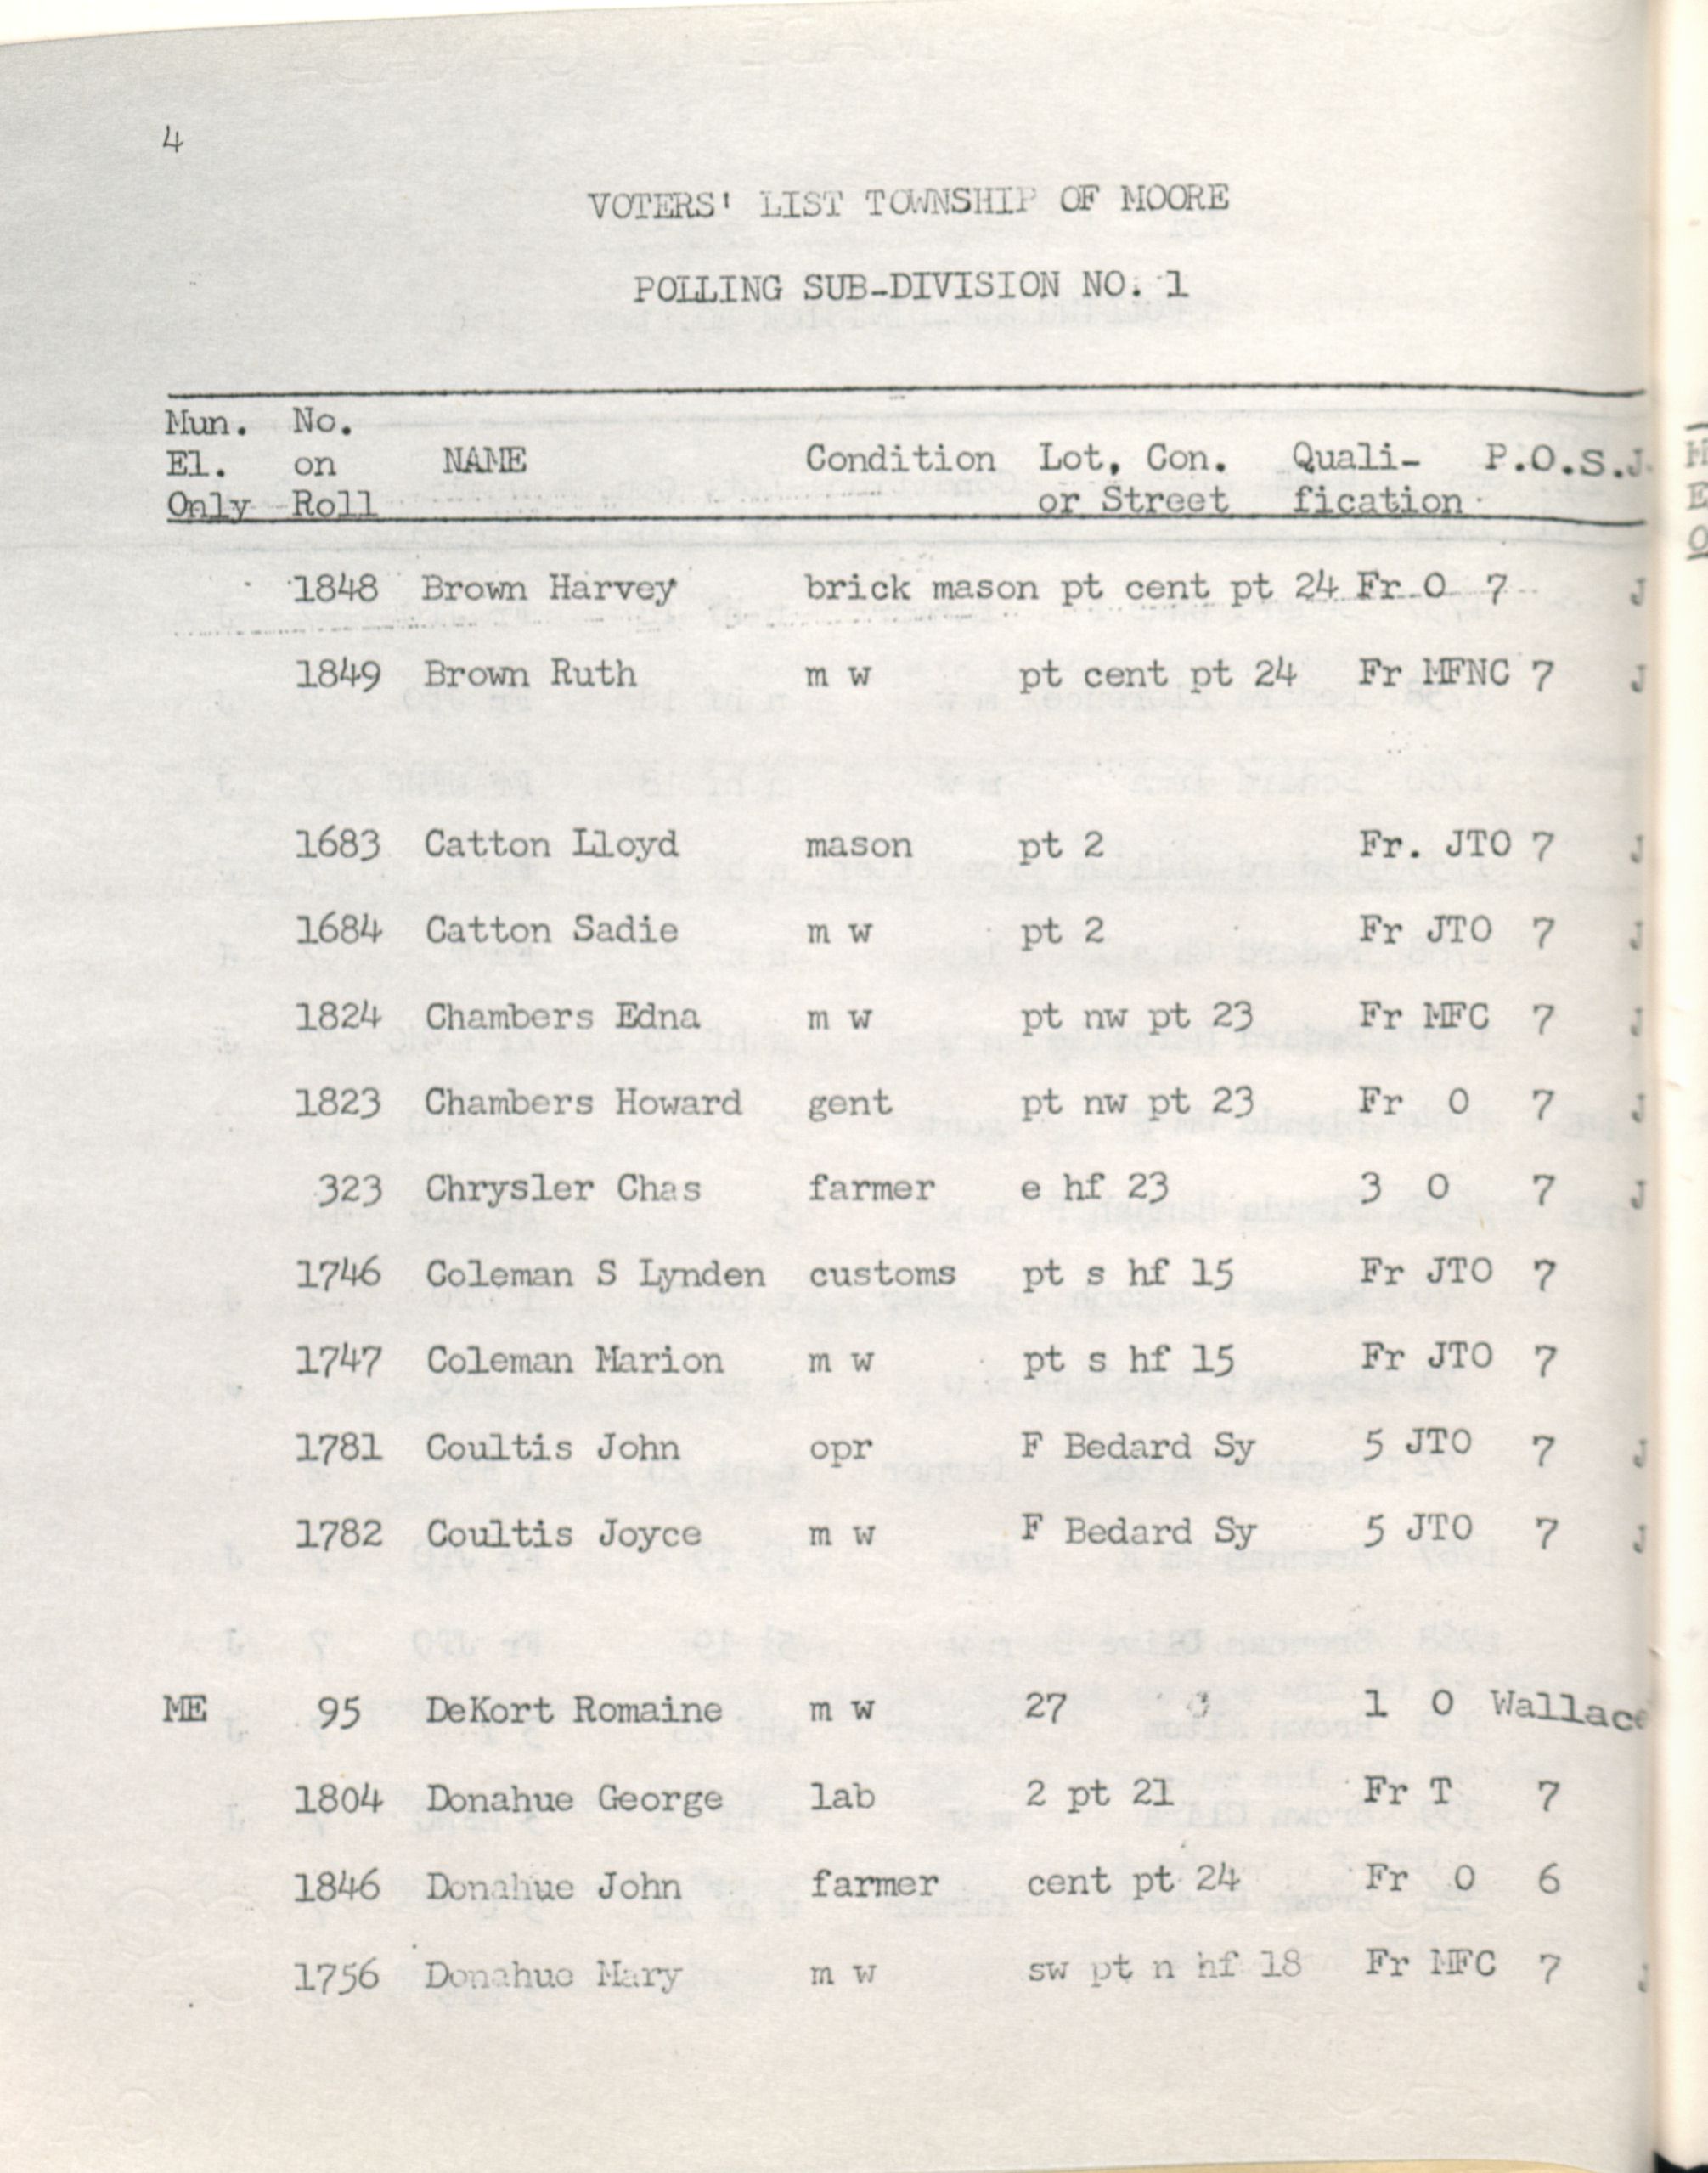 4
VOTERS' LIST TOWNSHIP OF MOORE
POLLING SUB-DIVISION NO. 1
Mun. No.
El. on NAME Condition Lot, Con. Quali- P.O.S.J.
Only Roll or Street fication
1848 Brown Harvey brick mason pt cent pt 24 Fr O 7 J
1849 Brown Ruth m w pt cent pt 24 Fr MFNC 7 J
1683 Catton Lloyd mason pt 2 Fr. JTO 7 J
1684 Catton Sadie m w pt 2 Fr JTO 7 J
1824 Chambers Edna m w pt nw pt 23 Fr MFC 7 J
1823 Chambers Howard gent pt nw pt 23 Fr O 7 J
323 Chrysler Chas farmer e hf 23 3 O 7 J
1746 Coleman S Lynden customs pt s hf 15 Fr JTO 7
1747 Coleman Marion m w pt s hf 15 Fr JTO 7
1781 Coultis John opr F Bedard Sy 5 JTO 7 J
1782 Coultis Joyce m w F Bedard Sy 5 JTO 7 J
ME 95 DeKort Romaine m w 27 1 O Wallace
1804 Donahue George lab 2 pt 21 Fr T 7
1846 Donahue John farmer cent pt 24 Fr O 6
1756 Donahue Mary m w sw pt n hf 18 Fr MFC 7 J